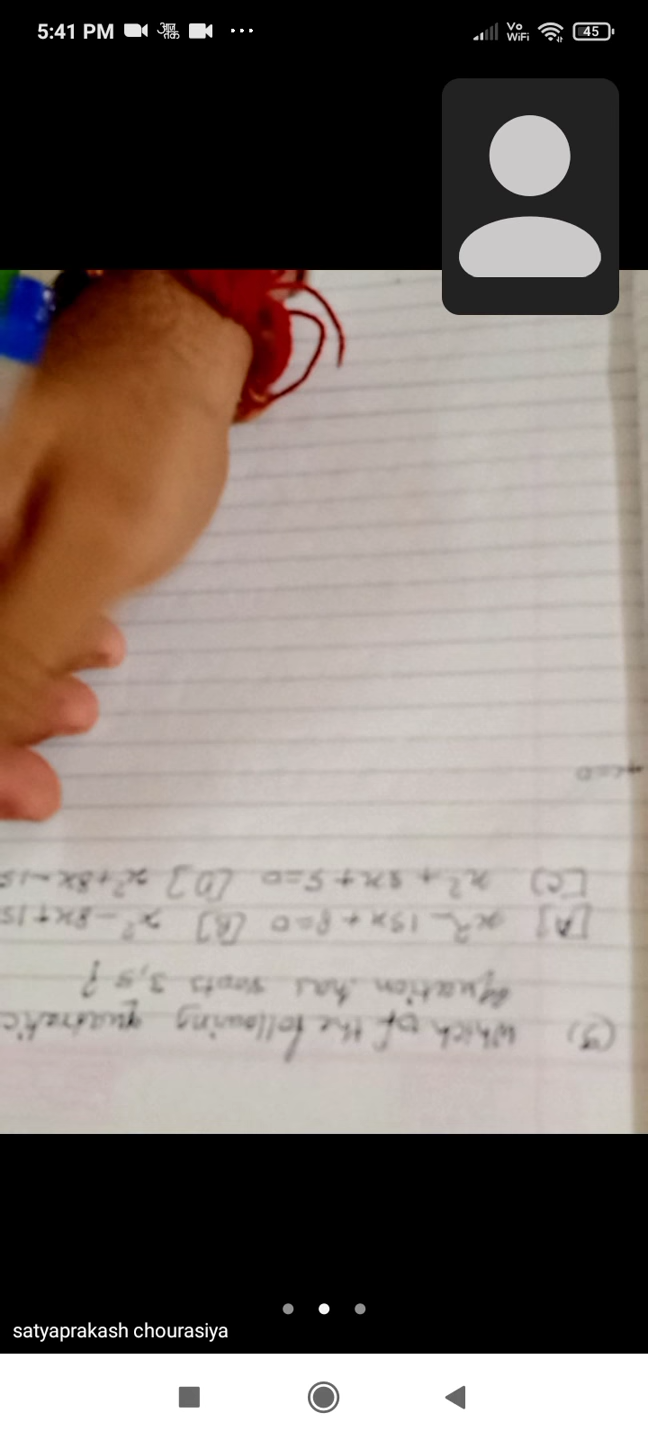 5:41 PM
Vo
WiFi
45
(9) Which of the following quadratic
equation has roots 3,5?
[A] x²-15x+8=0 [B] x²-8x+15
[C] x²+3x+5=0 [D] x²+8x-15
satyaprakash chourasiya